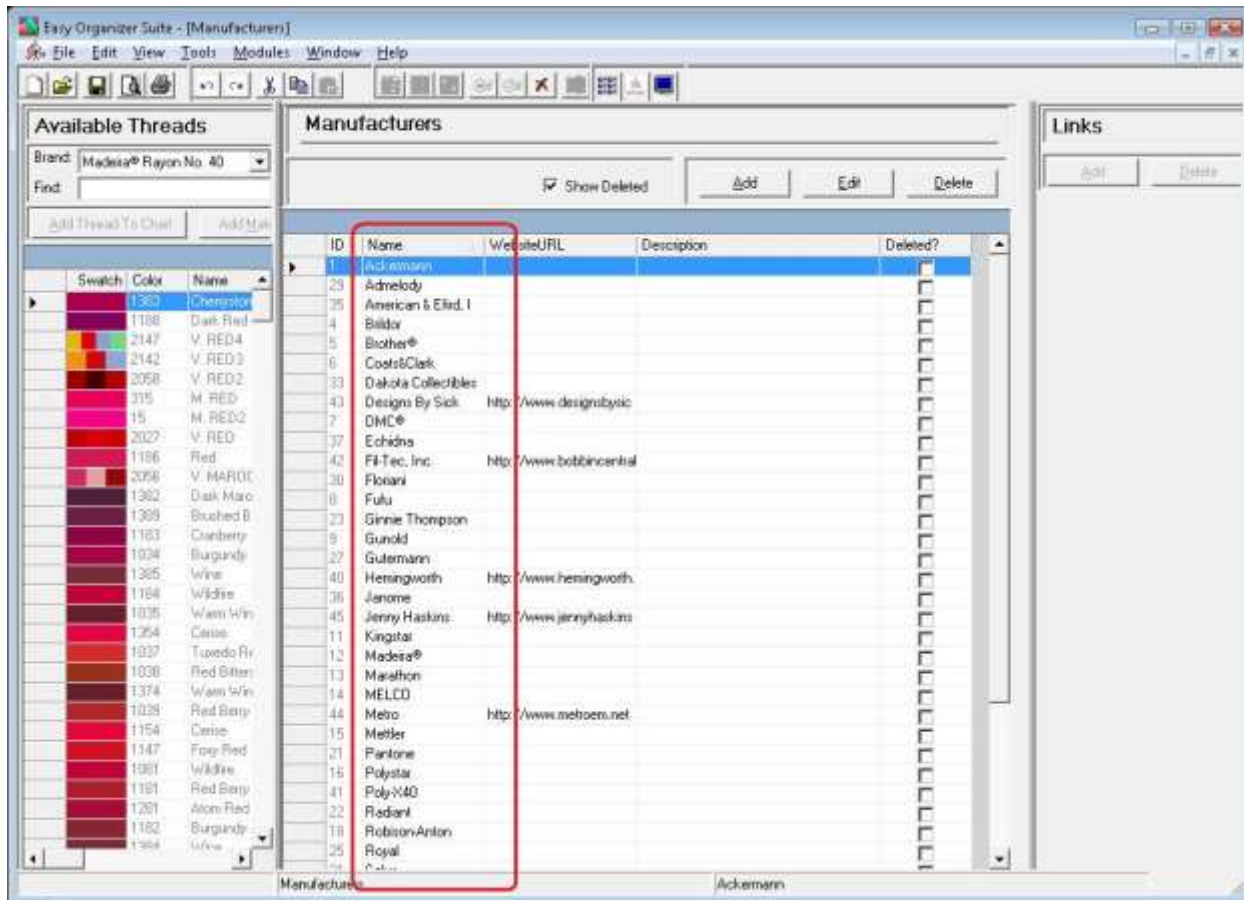 Easy Organizer Suite - [Manufacturers]
File Edit View Tools Modules Window Help
Available Threads
Brand: Madeira® Rayon No. 40
Find:
Add Thread To Chart
Swatch Color Name
1383
1188 Dark Red
2147 V. RED4
2142 V. RED3
2058 V. RED2
315 M. RED
15 M. RED2
2027 V. RED
1186 Red
2056
1382 Dark Maro
1389 Brushed B
1183 Cranberry
1034 Burgundy
1385 Wine
1184 Wildfire
1035 Warm Win
1354 Cerise
1037
1038
1374 Warm Win
1039 Red Berry
1154 Cerise
1147 Foxy Red
1081 Wildfire
1181 Red Berry
1281 Atom Red
1182 Burgundy
Manufacturers
Show Deleted
Add Edit Delete
ID Name WebsiteURL Description Deleted?
1 Ackermann
29 Admelody
35 American & Efird, I
4 Brildor
5 Brother®
6 Coats&Clark
33 Dakota Collectibles
43 Designs By Sick http://www.designsbysic
7 DMC®
37 Echidna
42 Fil-Tec, Inc. http://www.bobbincentral
30 Floriani
8 Fufu
23 Ginnie Thompson
9 Gunold
27 Gutermann
40 Hemingworth http://www.hemingworth.
36 Janome
45 Jenny Haskins http://www.jennyhaskins
11 Kingstar
12 Madeira®
13 Marathon
14 MELCO
44 Metro http://www.metroem.net
15 Mettler
21 Pantone
16 Polystar
41 Poly-X40
22 Radiant
18 Robison-Anton
25 Royal
Manufacturers
Ackermann
Links
Add Delete